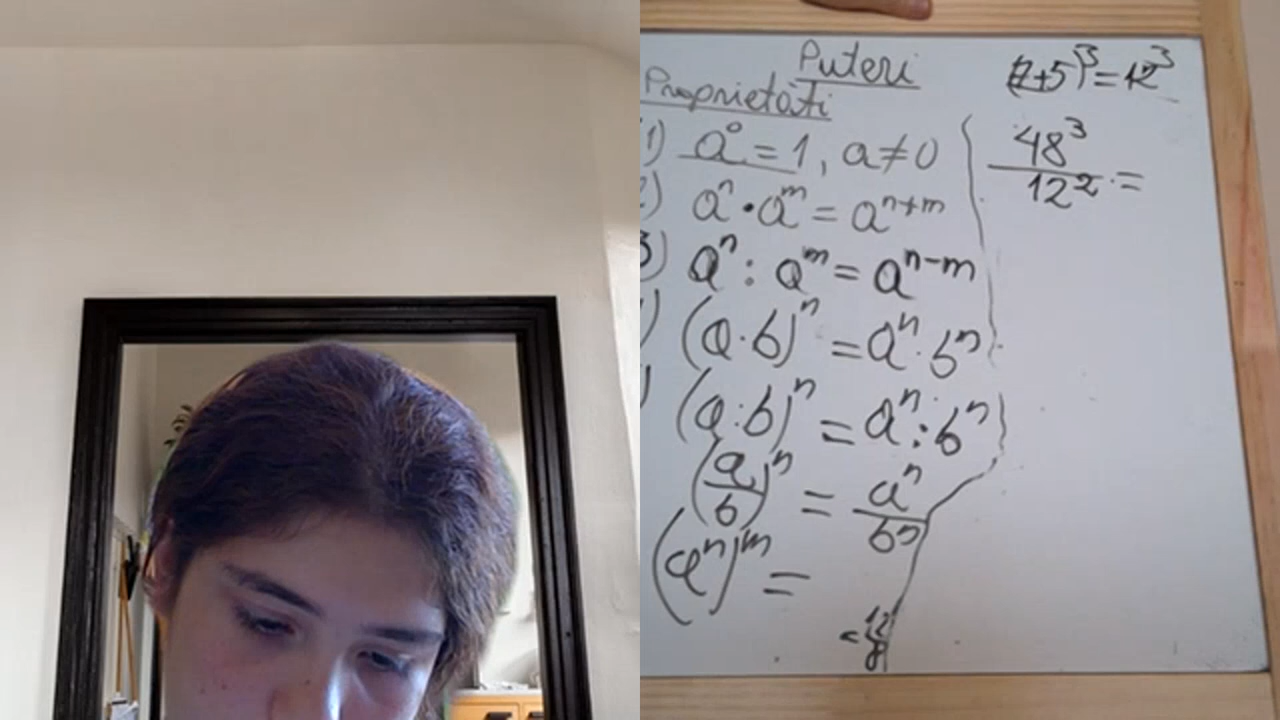 Puteri
Proprietăti
1) a⁰ = 1, a ≠ 0
2) aⁿ · aᵐ = aⁿ⁺ᵐ
3) aⁿ : aᵐ = aⁿ⁻ᵐ
) (a·b)ⁿ = aⁿ · bⁿ
) (a:b)ⁿ = aⁿ : bⁿ
(a/b)ⁿ = aⁿ/bⁿ
(aⁿ)ᵐ =
(7+5)³ = 12³
48³/12² =